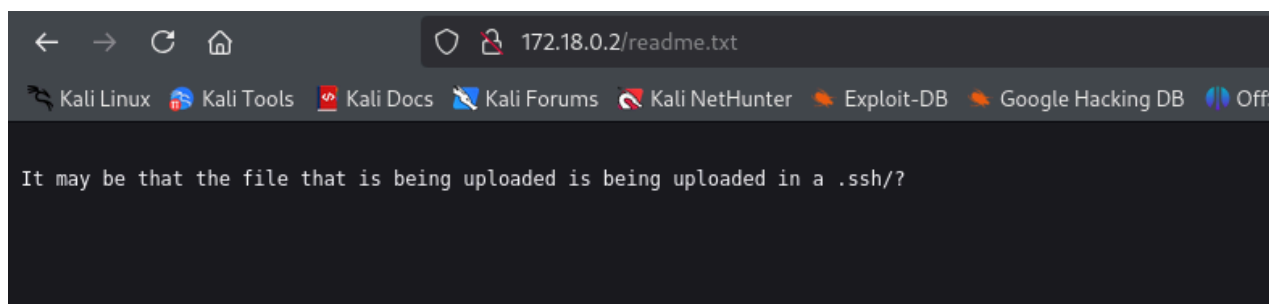 172.18.0.2/readme.txt
Kali Linux Kali Tools Kali Docs Kali Forums Kali NetHunter Exploit-DB Google Hacking DB Off
It may be that the file that is being uploaded is being uploaded in a .ssh/?